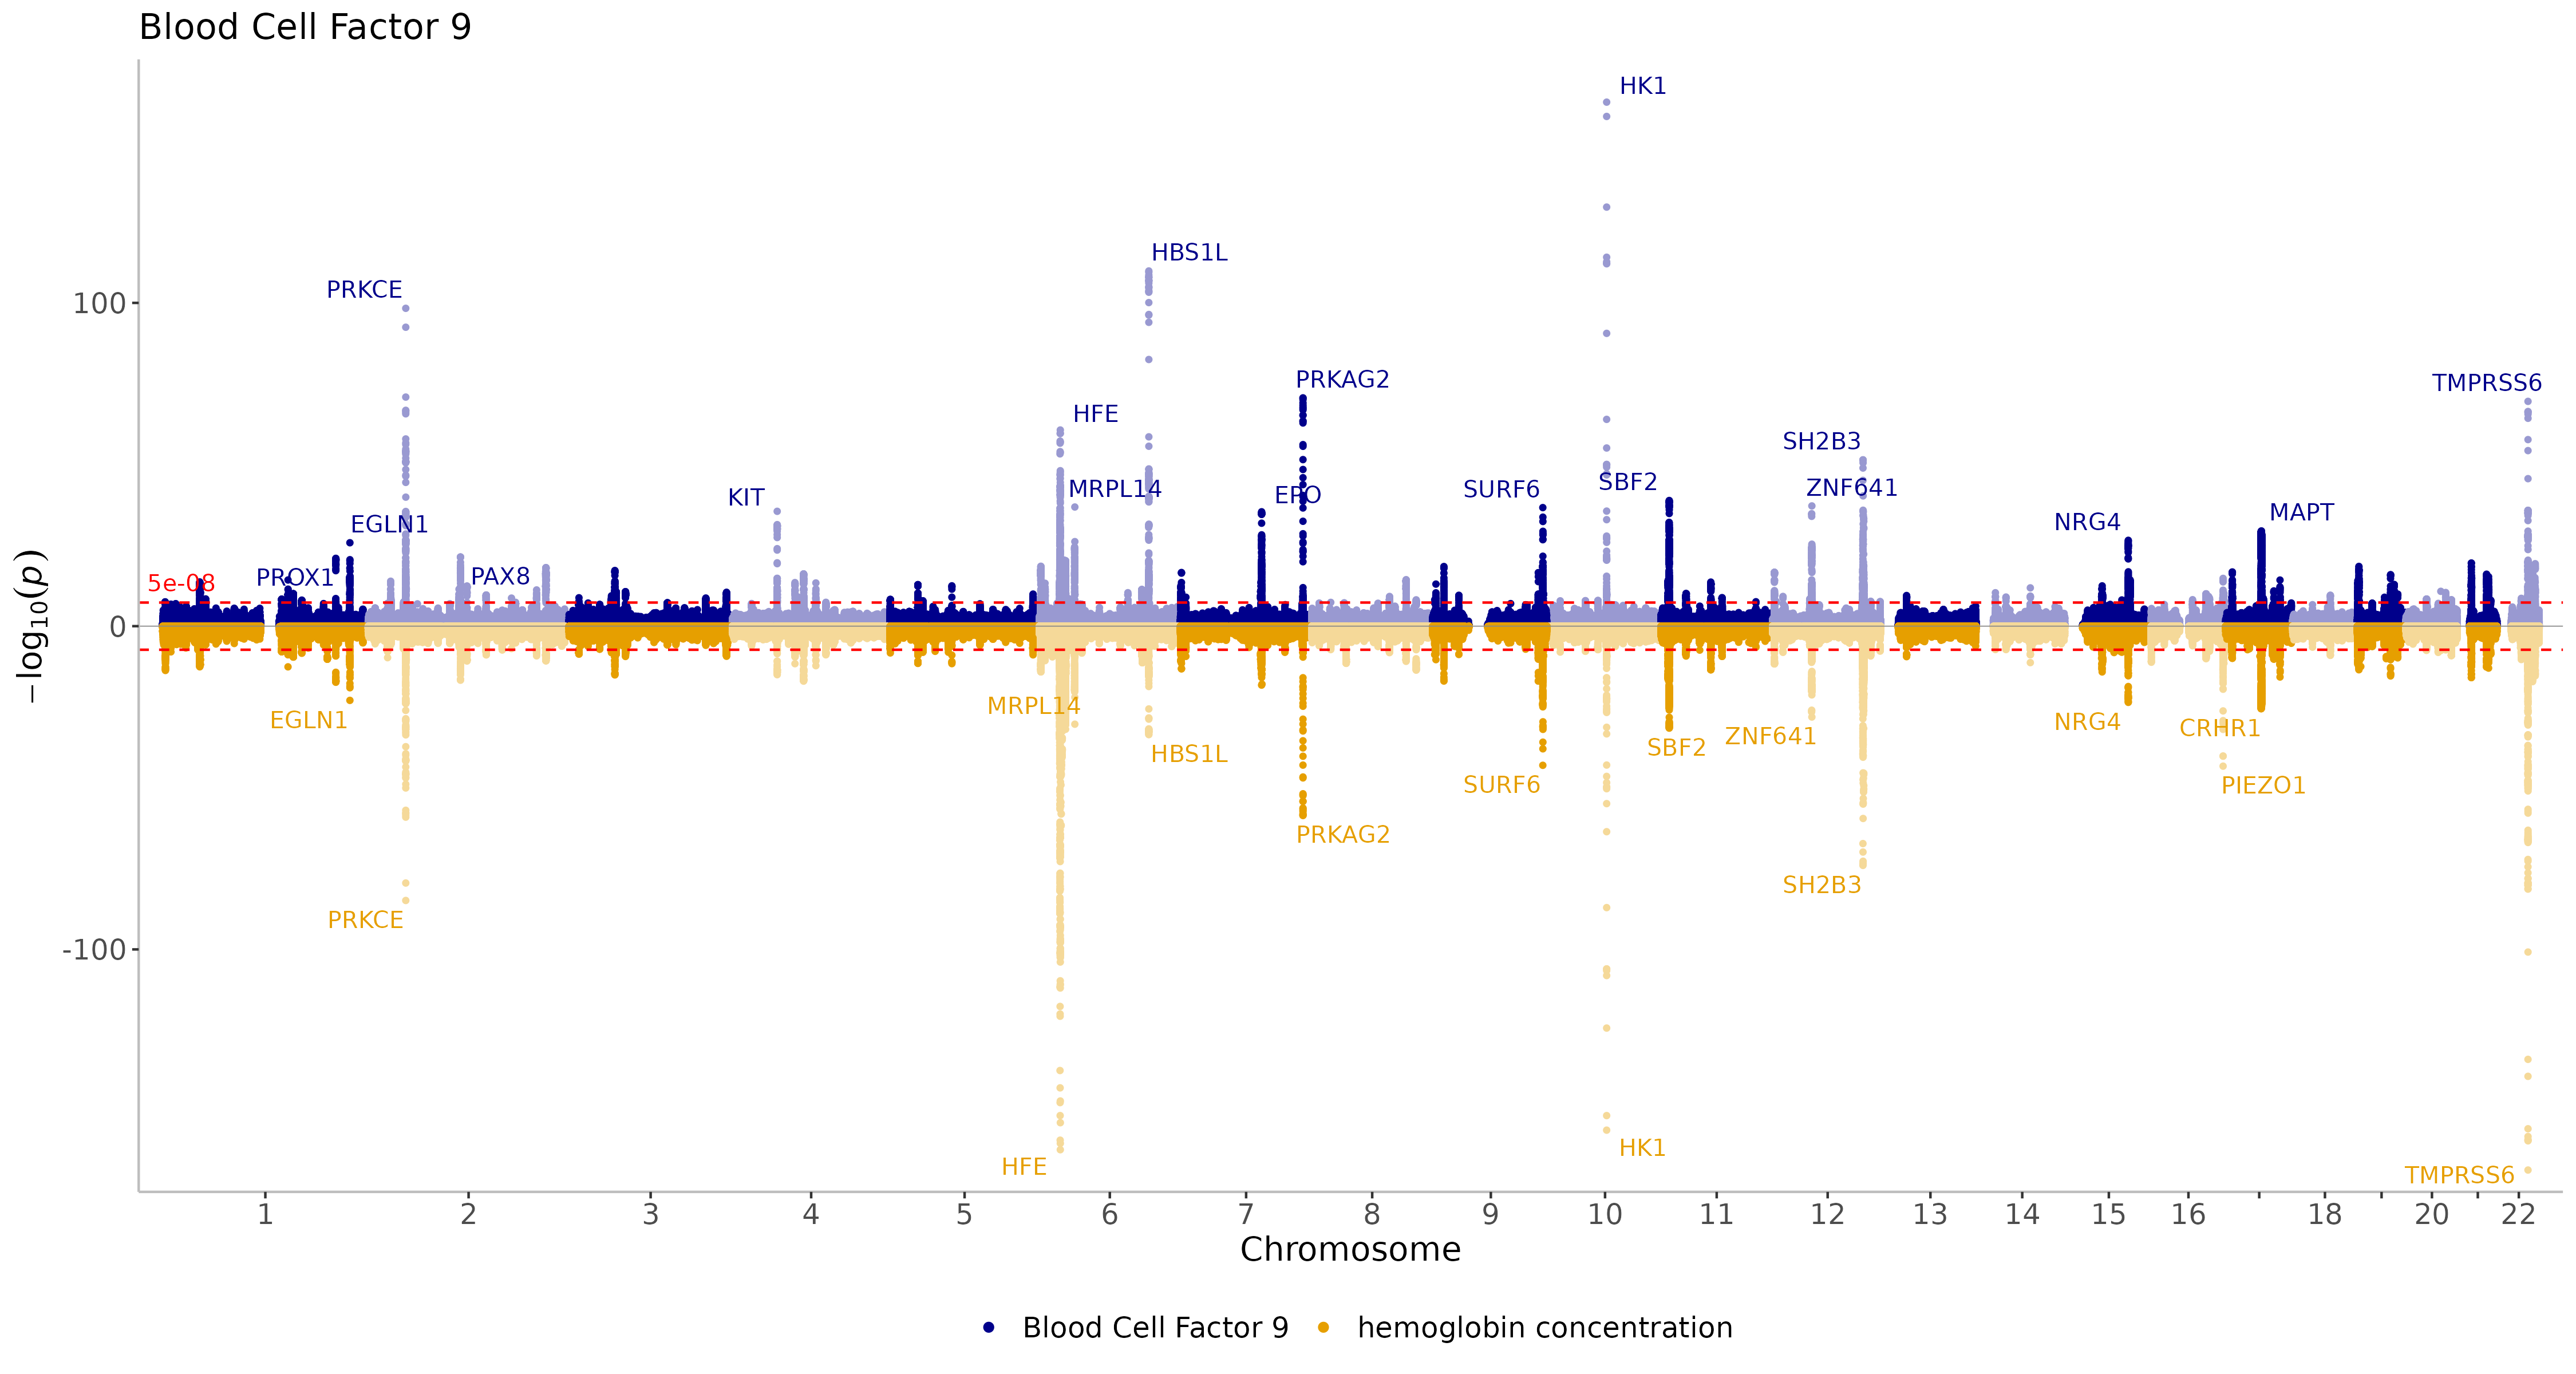 Blood Cell Factor 9
HK1
HBS1L
PRKCE
100
PRKAG2
TMPRSS6
HFE
SH2B3
SBF2
MRPL14
SURF6
ZNF641
EPO
KIT
MAPT
NRG4
EGLN1
PAX8
PROX1
5e-08
0
−log10(p)
MRPL14
EGLN1
NRG4
CRHR1
ZNF641
SBF2
HBS1L
SURF6
PIEZO1
PRKAG2
SH2B3
PRKCE
-100
HK1
HFE
TMPRSS6
1 2 3 4 5 6 7 8 9 10 11 12 13 14 15 16 18 20 22
Chromosome
Blood Cell Factor 9 hemoglobin concentration